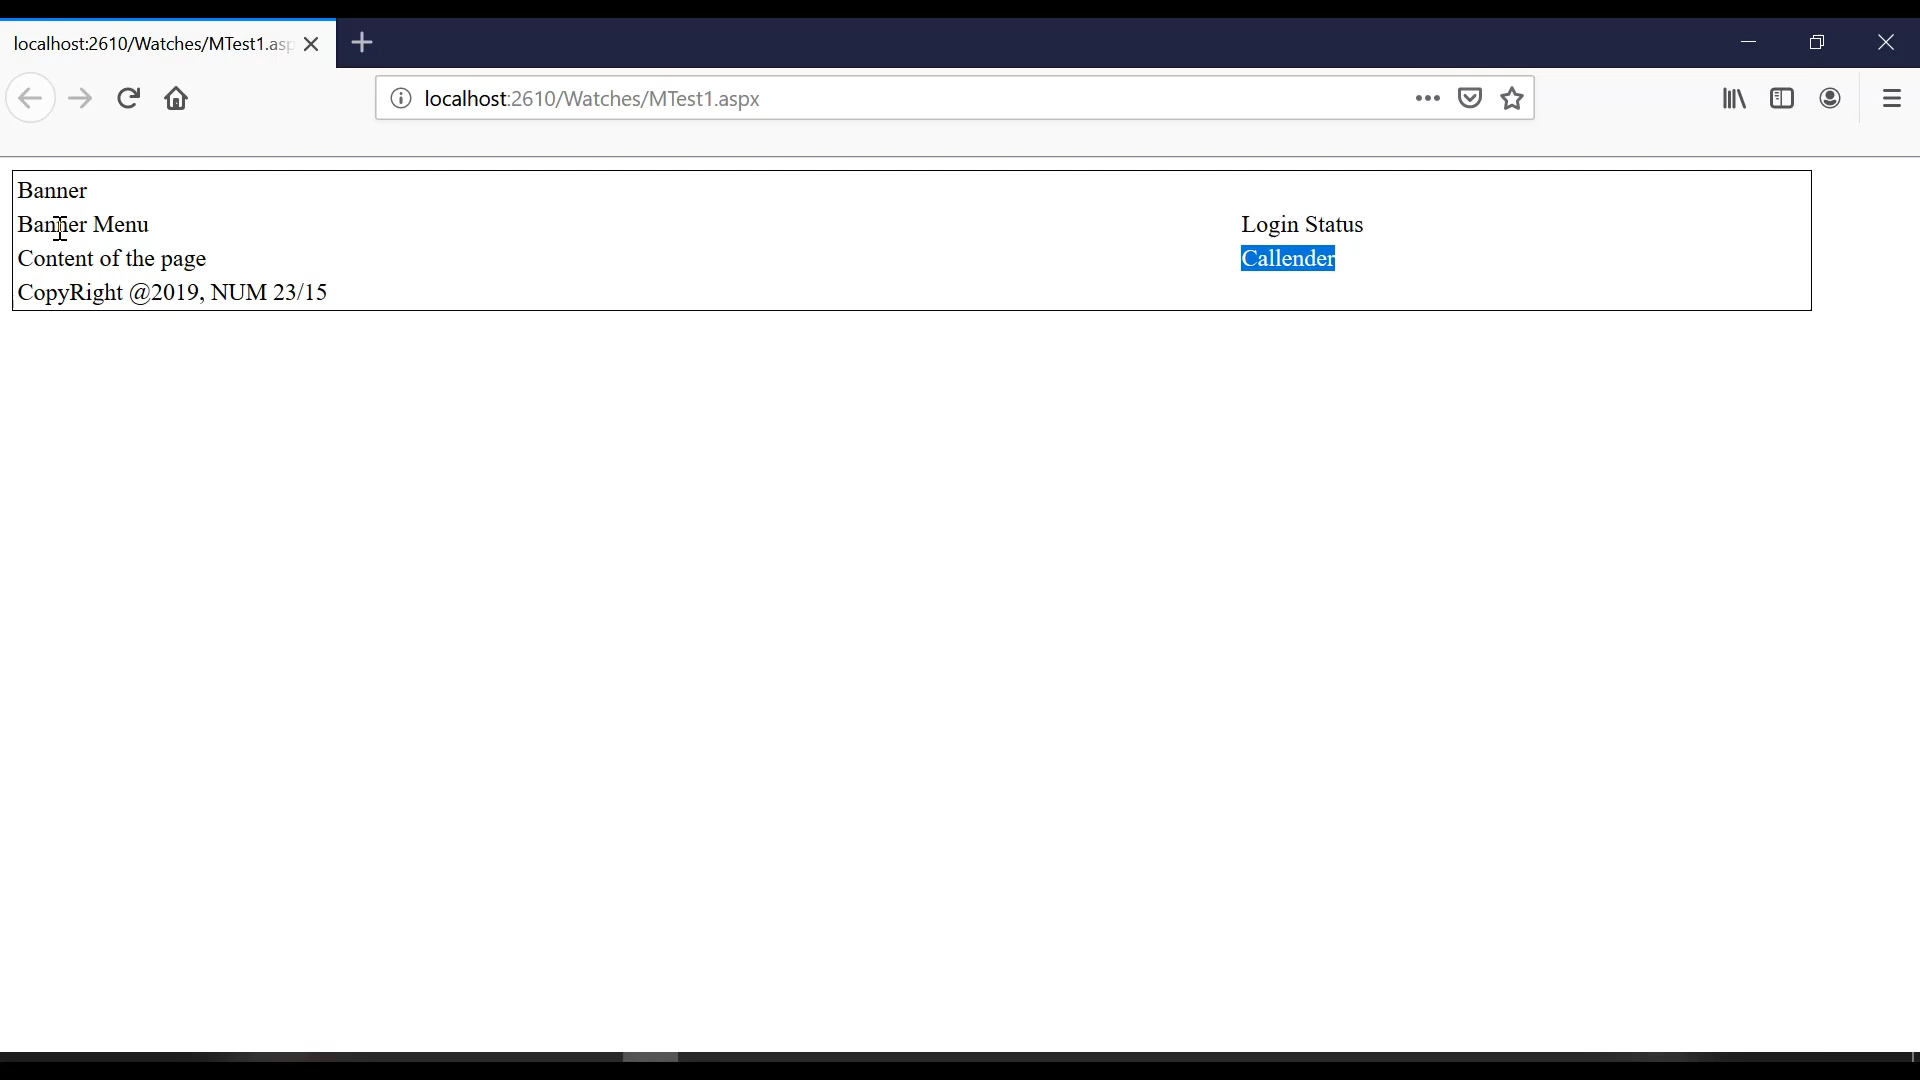 localhost:2610/Watches/MTest1.asp
localhost:2610/Watches/MTest1.aspx
Banner
Banner Menu Login Status
Content of the page Callender
CopyRight @2019, NUM 23/15